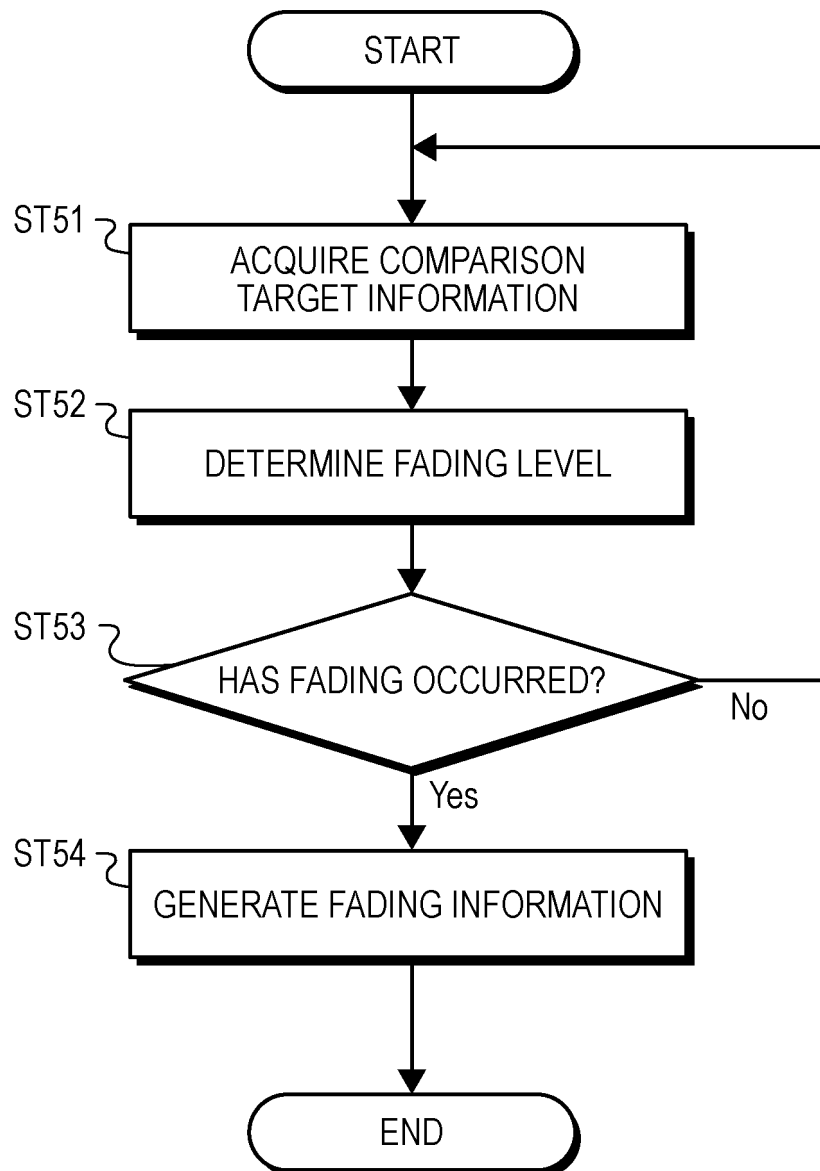 START
ST51
ACQUIRE COMPARISON
TARGET INFORMATION
ST52
DETERMINE FADING LEVEL
ST53
HAS FADING OCCURRED?
No
Yes
ST54
GENERATE FADING INFORMATION
END